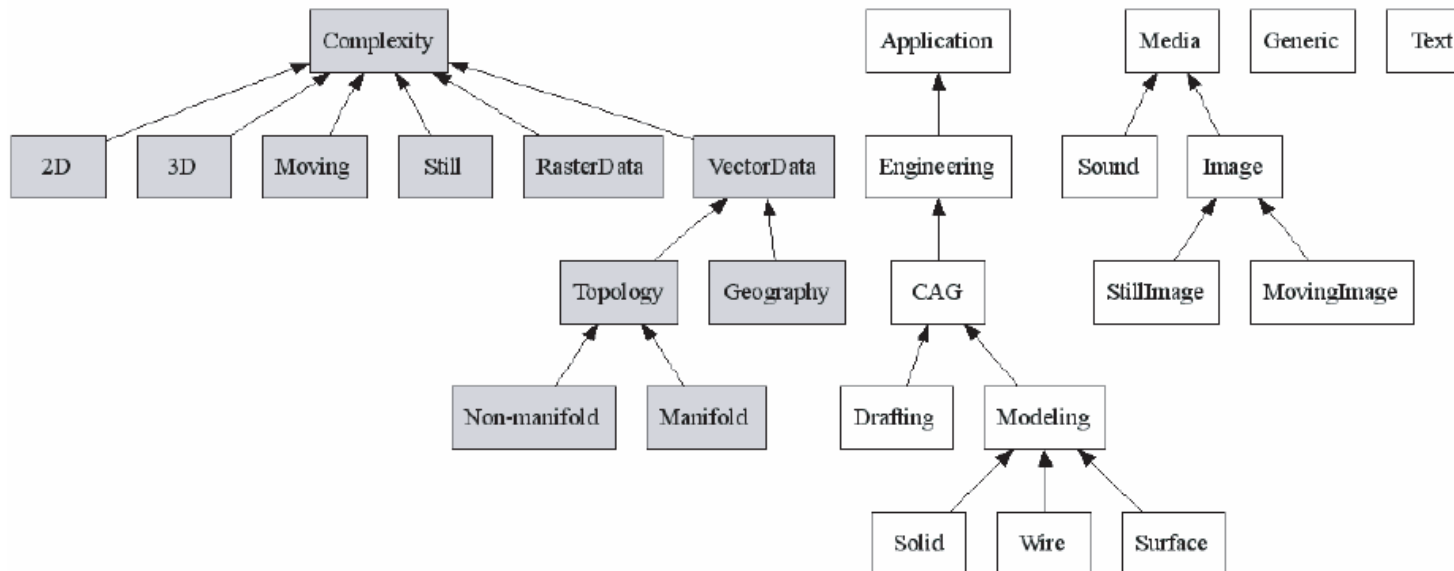 Complexity
Application
Media
Generic
Text
2D
3D
Moving
Still
RasterData
VectorData
Engineering
Sound
Image
Topology
Geography
CAG
StillImage
MovingImage
Non-manifold
Manifold
Drafting
Modeling
Solid
Wire
Surface